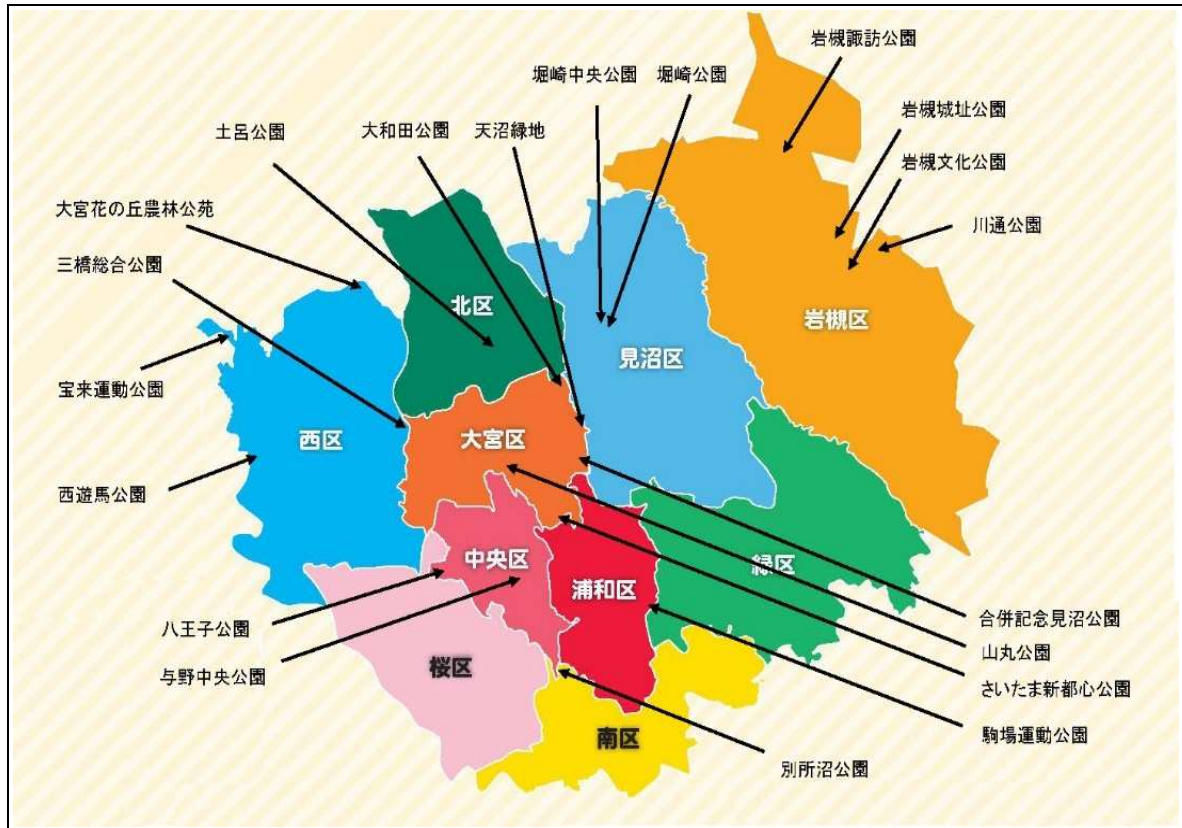 岩槻諏訪公園
堀崎中央公園
堀崎公園
岩槻城址公園
土呂公園
大和田公園
天沼緑地
岩槻文化公園
大宮花の丘農林公苑
川通公園
三橋総合公園
北区
岩槻区
見沼区
宝来運動公園
西区
大宮区
西遊馬公園
中央区
緑区
浦和区
合併記念見沼公園
八王子公園
山丸公園
与野中央公園
桜区
さいたま新都心公園
駒場運動公園
南区
別所沼公園